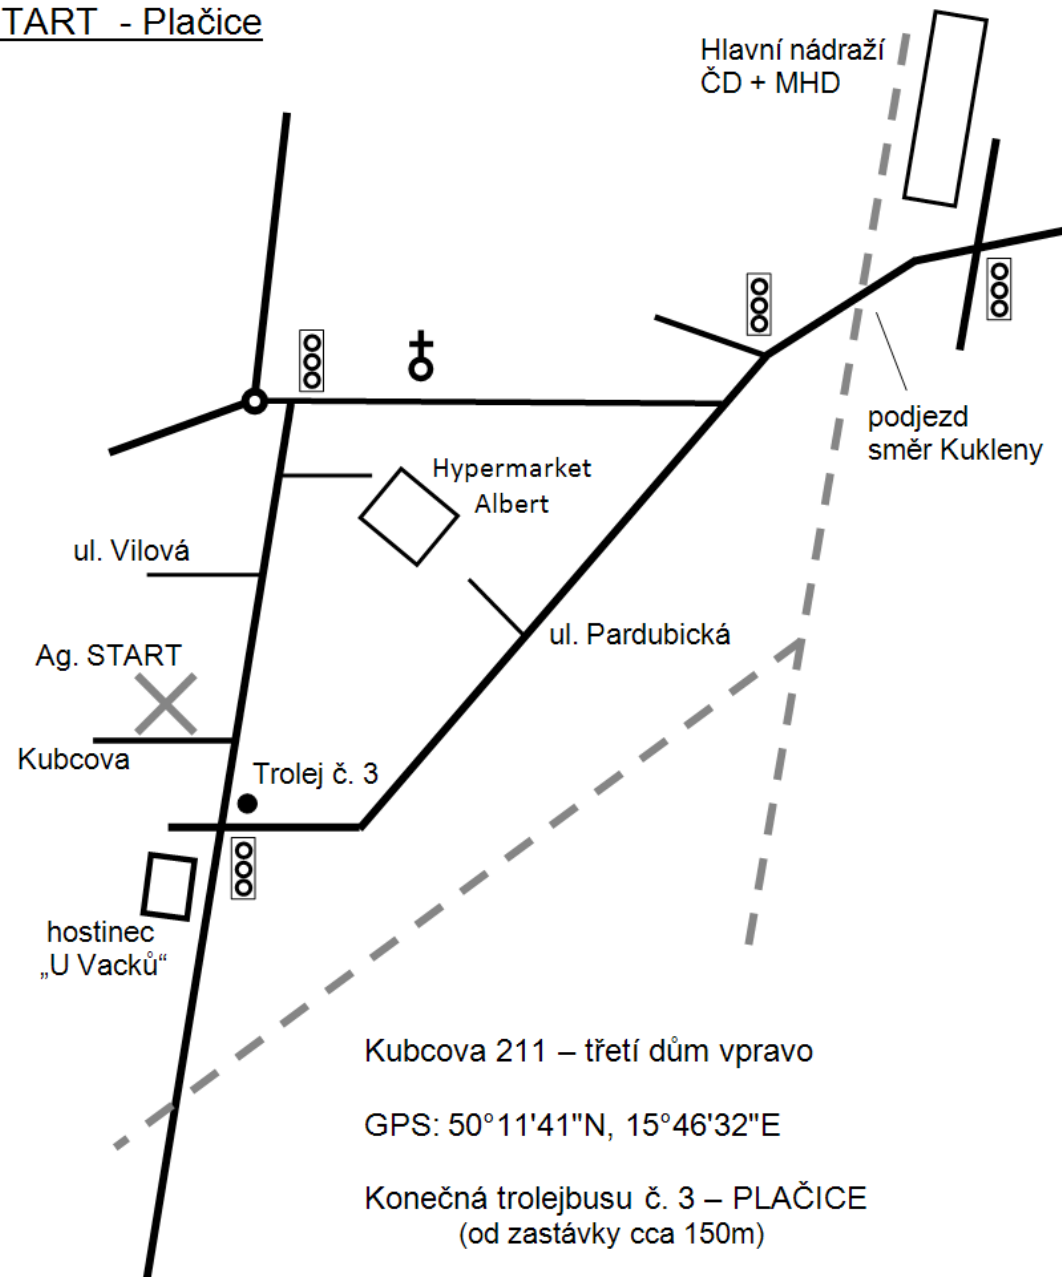 TART - Plačice
Hlavní nádraží
ČD + MHD
podjezd
směr Kukleny
Hypermarket
Albert
ul. Vilová
ul. Pardubická
Ag. START
Kubcova
Trolej č. 3
hostinec
„U Vacků“
Kubcova 211 – třetí dům vpravo
GPS: 50°11'41"N, 15°46'32"E
Konečná trolejbusu č. 3 – PLAČICE
(od zastávky cca 150m)